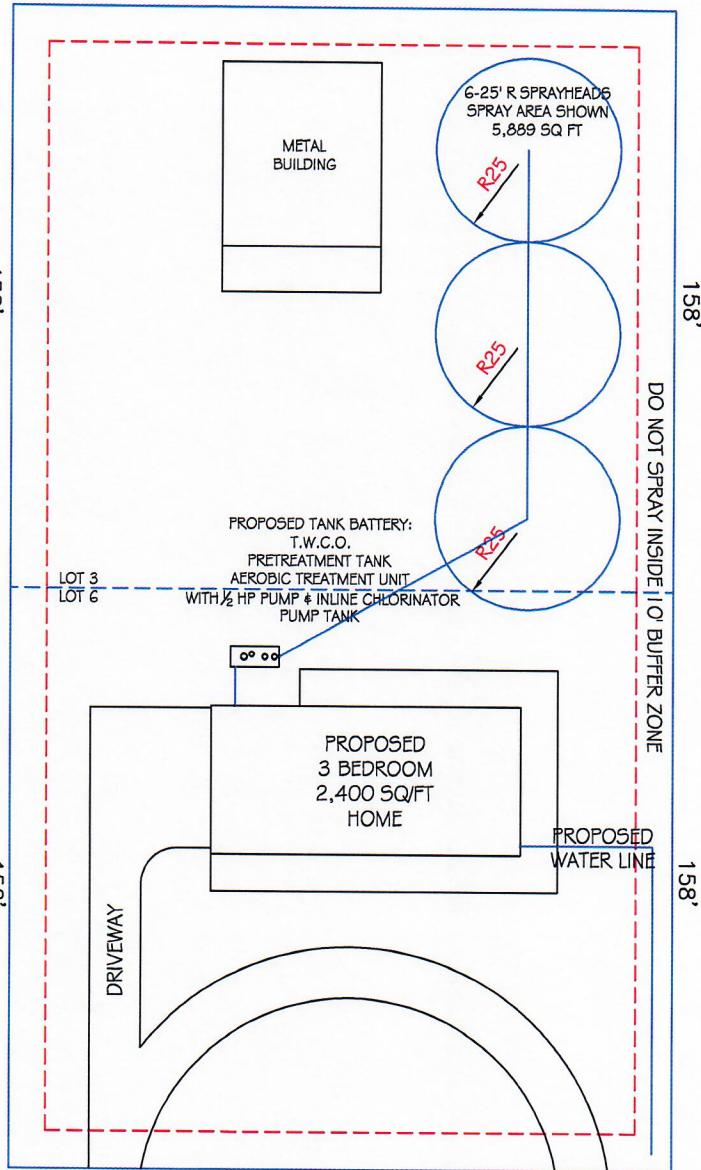 6-25' R SPRAYHEADS
SPRAY AREA SHOWN
5,889 SQ FT
METAL
BUILDING
R25
R25
R25
158'
DO NOT SPRAY INSIDE 10' BUFFER ZONE
158'
PROPOSED TANK BATTERY:
T.W.C.O.
PRETREATMENT TANK
AEROBIC TREATMENT UNIT
WITH ½ HP PUMP & INLINE CHLORINATOR
PUMP TANK
LOT 3
LOT 6
PROPOSED
3 BEDROOM
2,400 SQ/FT
HOME
PROPOSED
WATER LINE
DRIVEWAY